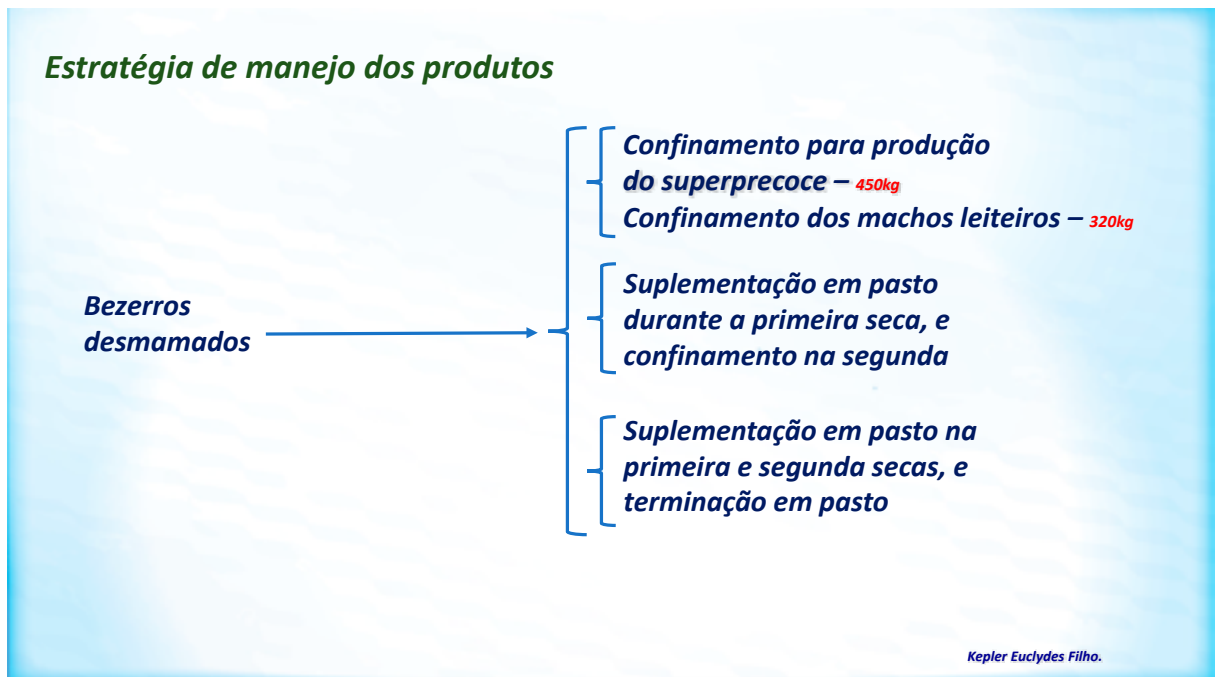 Estratégia de manejo dos produtos
Confinamento para produção
do superprecoce – 450kg
Confinamento dos machos leiteiros – 320kg
Bezerros
desmamados
Suplementação em pasto
durante a primeira seca, e
confinamento na segunda
Suplementação em pasto na
primeira e segunda secas, e
terminação em pasto
Kepler Euclydes Filho.